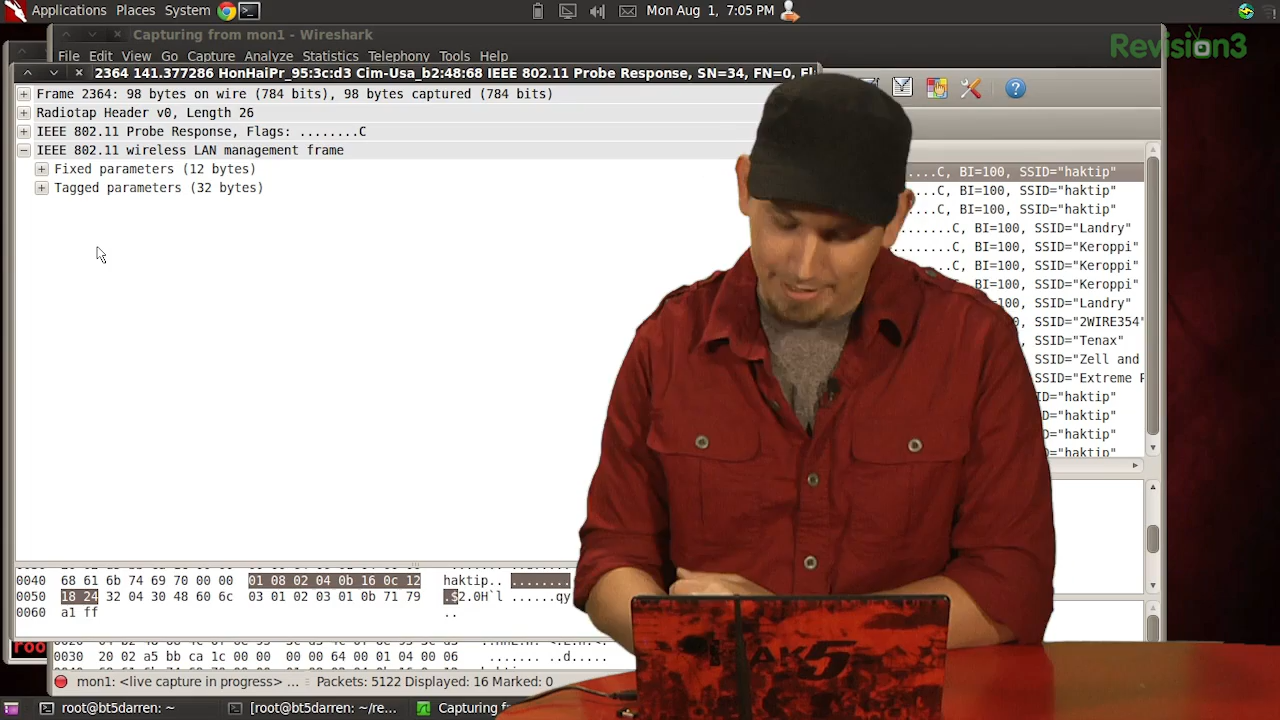 Applications Places System
Mon Aug 1, 7:05 PM
Capturing from mon1 - Wireshark
Revision3
File Edit View Go Capture Analyze Statistics Telephony Tools Help
2364 141.377286 HonHaiPr_95:3c:d3 Cim-Usa_b2:48:68 IEEE 802.11 Probe Response, SN=34, FN=0, Fl
Frame 2364: 98 bytes on wire (784 bits), 98 bytes captured (784 bits)
Radiotap Header v0, Length 26
IEEE 802.11 Probe Response, Flags: ........C
IEEE 802.11 wireless LAN management frame
Fixed parameters (12 bytes)
Tagged parameters (32 bytes)
....C, BI=100, SSID="haktip"
....C, BI=100, SSID="haktip"
....C, BI=100, SSID="haktip"
........C, BI=100, SSID="Landry"
........C, BI=100, SSID="Keroppi"
.....C, BI=100, SSID="Keroppi"
C, BI=100, SSID="Keroppi"
BI=100, SSID="Landry"
0, SSID="2WIRE354"
SSID="Tenax"
SSID="Zell and
SSID="Extreme P
ID="haktip"
D="haktip"
D="haktip"
="haktip"
0040 68 61 6b 74 69 70 00 00 01 08 02 04 0b 16 0c 12 haktip.. ........
0050 18 24 32 04 30 48 60 6c 03 01 02 03 01 0b 71 79 .$2.0H`l ......qy
0060 a1 ff ..
0030 20 02 a5 bb ca 1c 00 00 00 00 64 00 01 04 00 06 ....... ..d.....
mon1: <live capture in progress> ... Packets: 5122 Displayed: 16 Marked: 0
HAK5
root@bt5darren: ~ [root@bt5darren: ~/re... Capturing fr